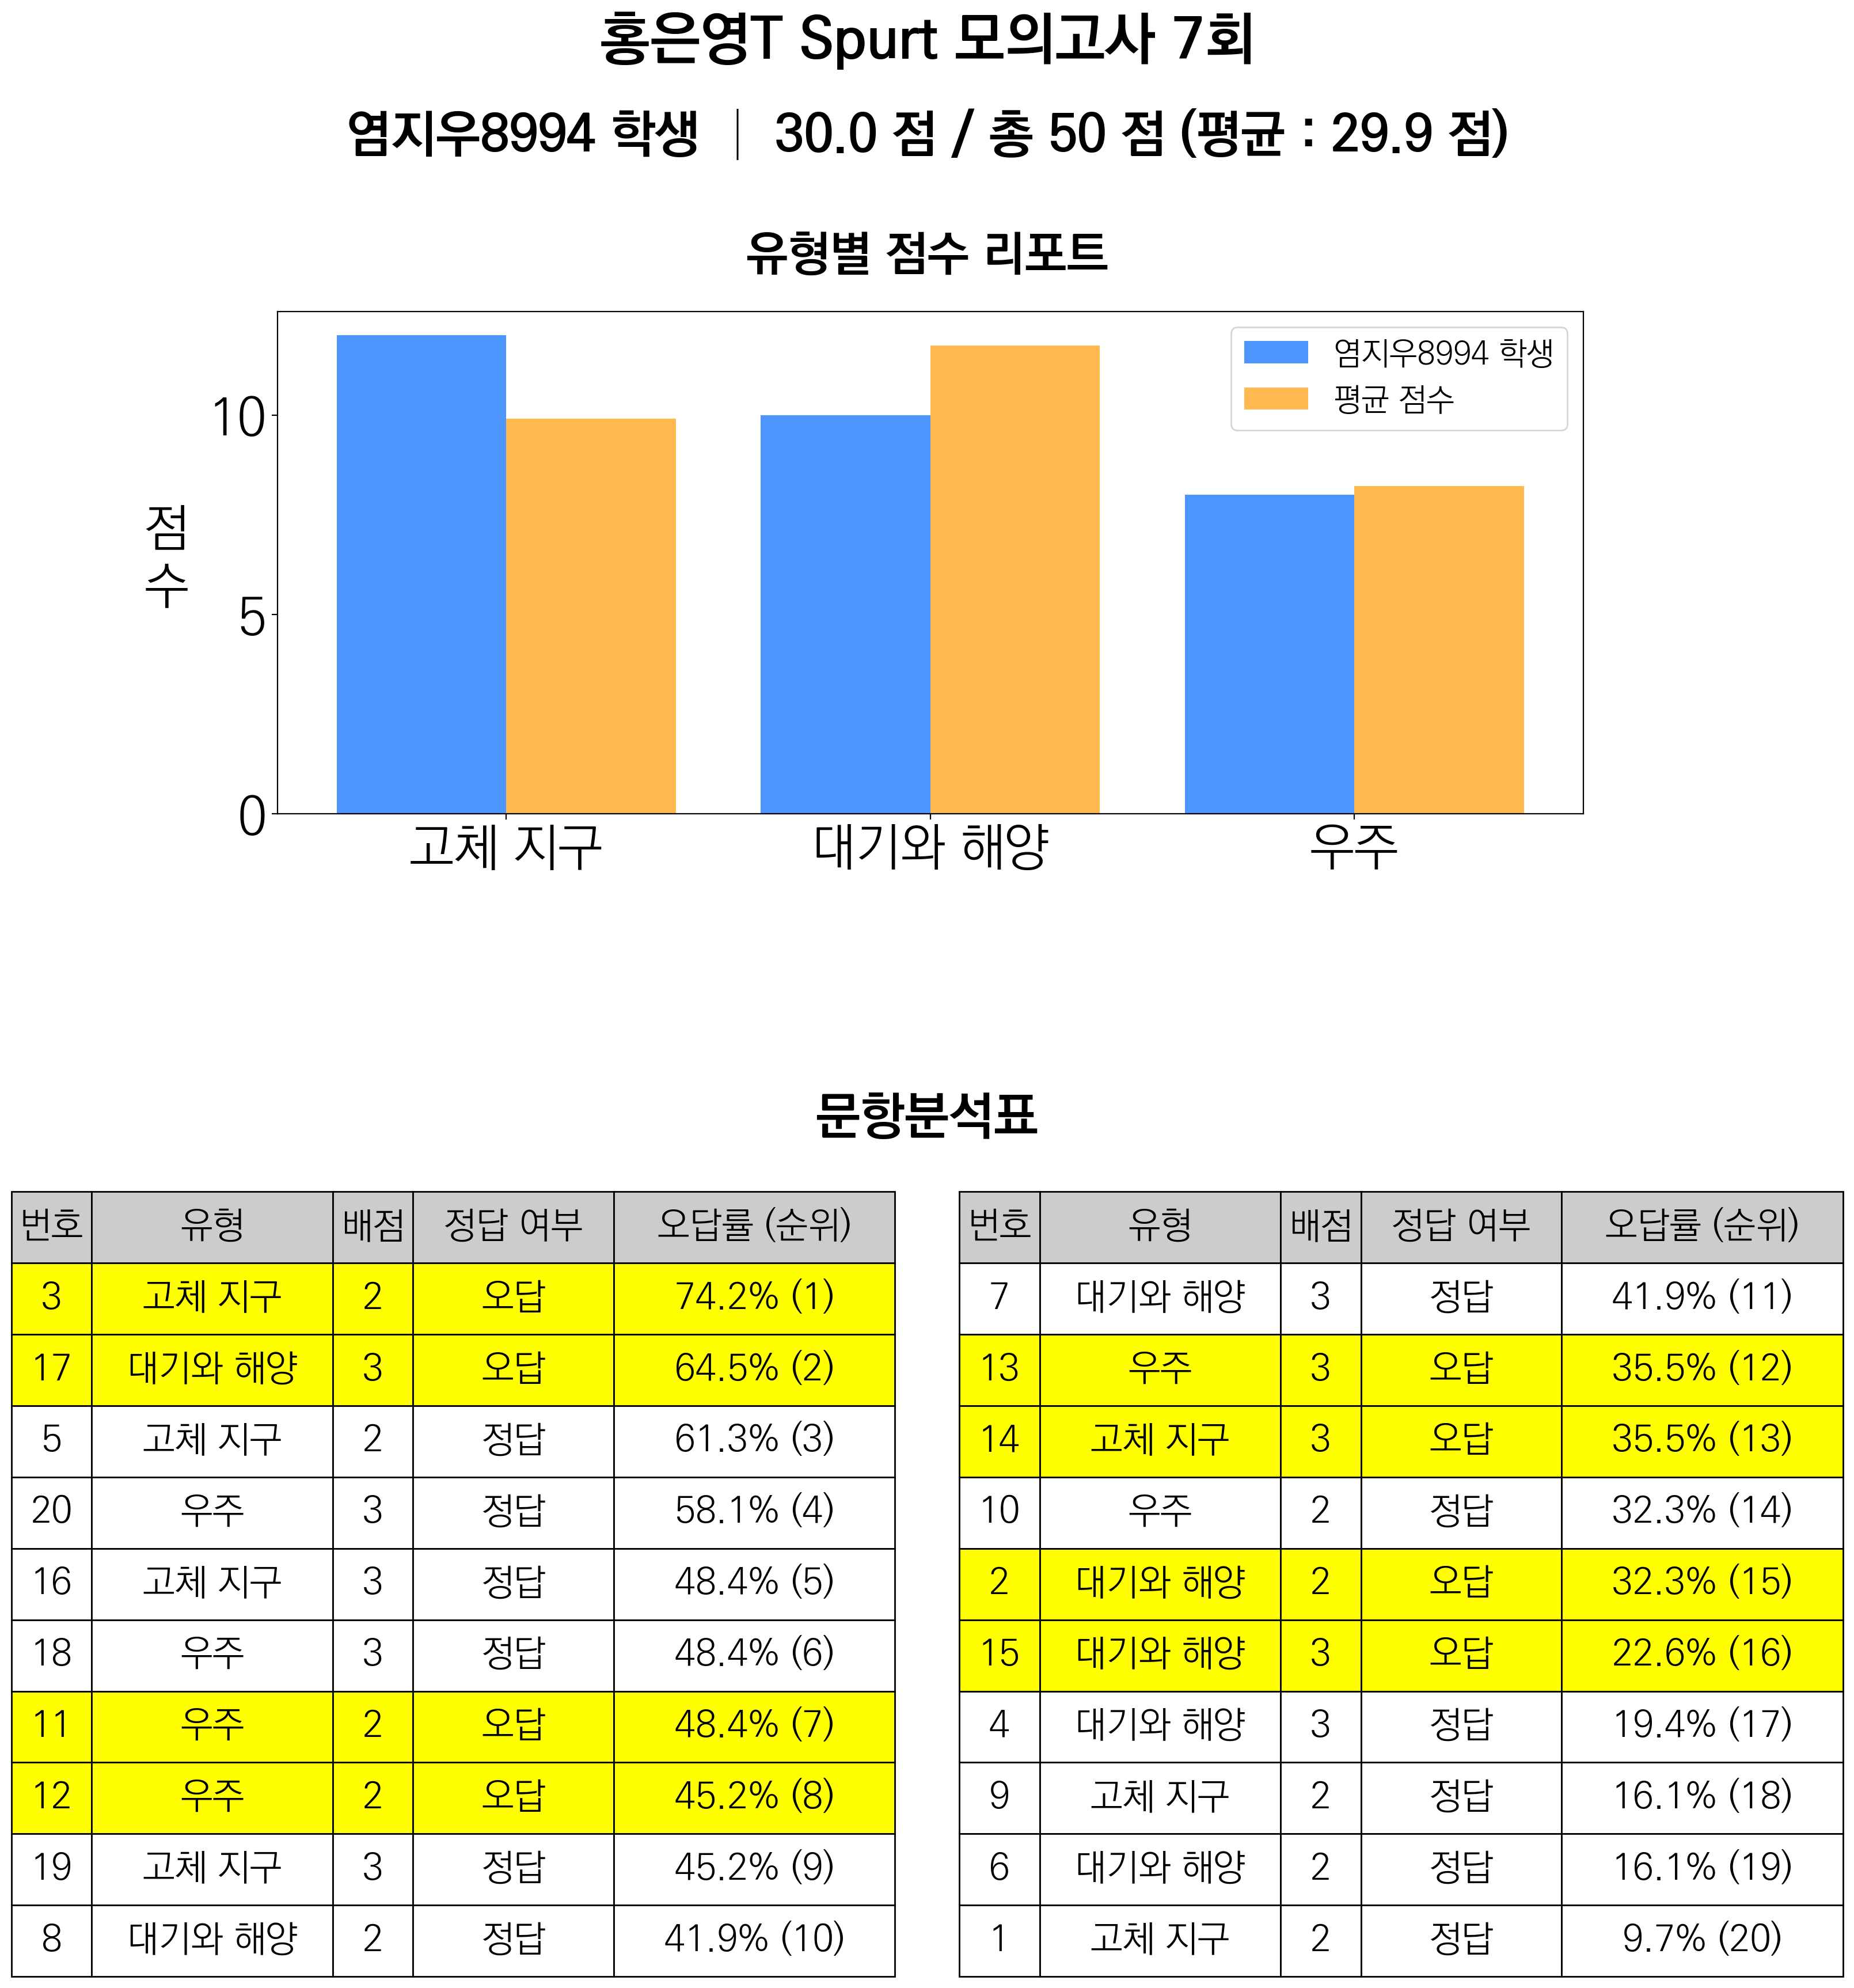 홍은영T Spurt 모의고사 7회
염지우8994 학생 | 30.0 점 / 총 50 점 (평균 : 29.9 점)
유형별 점수 리포트
염지우8994 학생
평균 점수
점수
10
5
0
고체 지구 대기와 해양 우주
문항분석표
번호 유형 배점 정답 여부 오답률 (순위)
3 고체 지구 2 오답 74.2% (1)
17 대기와 해양 3 오답 64.5% (2)
5 고체 지구 2 정답 61.3% (3)
20 우주 3 정답 58.1% (4)
16 고체 지구 3 정답 48.4% (5)
18 우주 3 정답 48.4% (6)
11 우주 2 오답 48.4% (7)
12 우주 2 오답 45.2% (8)
19 고체 지구 3 정답 45.2% (9)
8 대기와 해양 2 정답 41.9% (10)
번호 유형 배점 정답 여부 오답률 (순위)
7 대기와 해양 3 정답 41.9% (11)
13 우주 3 오답 35.5% (12)
14 고체 지구 3 오답 35.5% (13)
10 우주 2 정답 32.3% (14)
2 대기와 해양 2 오답 32.3% (15)
15 대기와 해양 3 오답 22.6% (16)
4 대기와 해양 3 정답 19.4% (17)
9 고체 지구 2 정답 16.1% (18)
6 대기와 해양 2 정답 16.1% (19)
1 고체 지구 2 정답 9.7% (20)